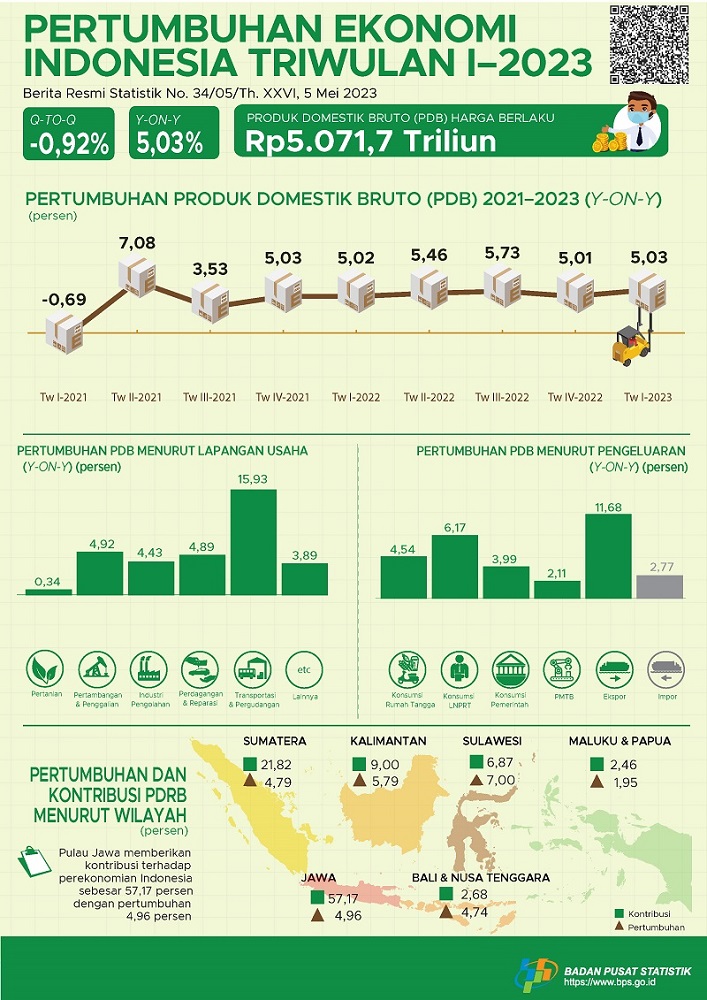 PERTUMBUHAN EKONOMI
INDONESIA TRIWULAN I–2023
Berita Resmi Statistik No. 34/05/Th. XXVI, 5 Mei 2023
Q-TO-Q
-0,92%
Y-ON-Y
5,03%
PRODUK DOMESTIK BRUTO (PDB) HARGA BERLAKU
Rp5.071,7 Triliun
PERTUMBUHAN PRODUK DOMESTIK BRUTO (PDB) 2021–2023 (Y-ON-Y)
(persen)
-0,69
7,08
3,53
5,03
5,02
5,46
5,73
5,01
5,03
Tw I-2021
Tw II-2021
Tw III-2021
Tw IV-2021
Tw I-2022
Tw II-2022
Tw III-2022
Tw IV-2022
Tw I-2023
PERTUMBUHAN PDB MENURUT LAPANGAN USAHA
(Y-ON-Y) (persen)
0,34
4,92
4,43
4,89
15,93
3,89
Pertanian
Pertambangan
& Penggalian
Industri
Pengolahan
Perdagangan
& Reparasi
Transportasi
& Pergudangan
etc
Lainnya
PERTUMBUHAN PDB MENURUT PENGELUARAN
(Y-ON-Y) (persen)
4,54
6,17
3,99
2,11
11,68
2,77
Konsumsi
Rumah Tangga
Konsumsi
LNPRT
Konsumsi
Pemerintah
PMTB
Ekspor
Impor
PERTUMBUHAN DAN
KONTRIBUSI PDRB
MENURUT WILAYAH
(persen)
Pulau Jawa memberikan
kontribusi terhadap
perekonomian Indonesia
sebesar 57,17 persen
dengan pertumbuhan
4,96 persen
SUMATERA
21,82
4,79
KALIMANTAN
9,00
5,79
SULAWESI
6,87
7,00
MALUKU & PAPUA
2,46
1,95
JAWA
57,17
4,96
BALI & NUSA TENGGARA
2,68
4,74
Kontribusi
Pertumbuhan
BADAN PUSAT STATISTIK
https://www.bps.go.id